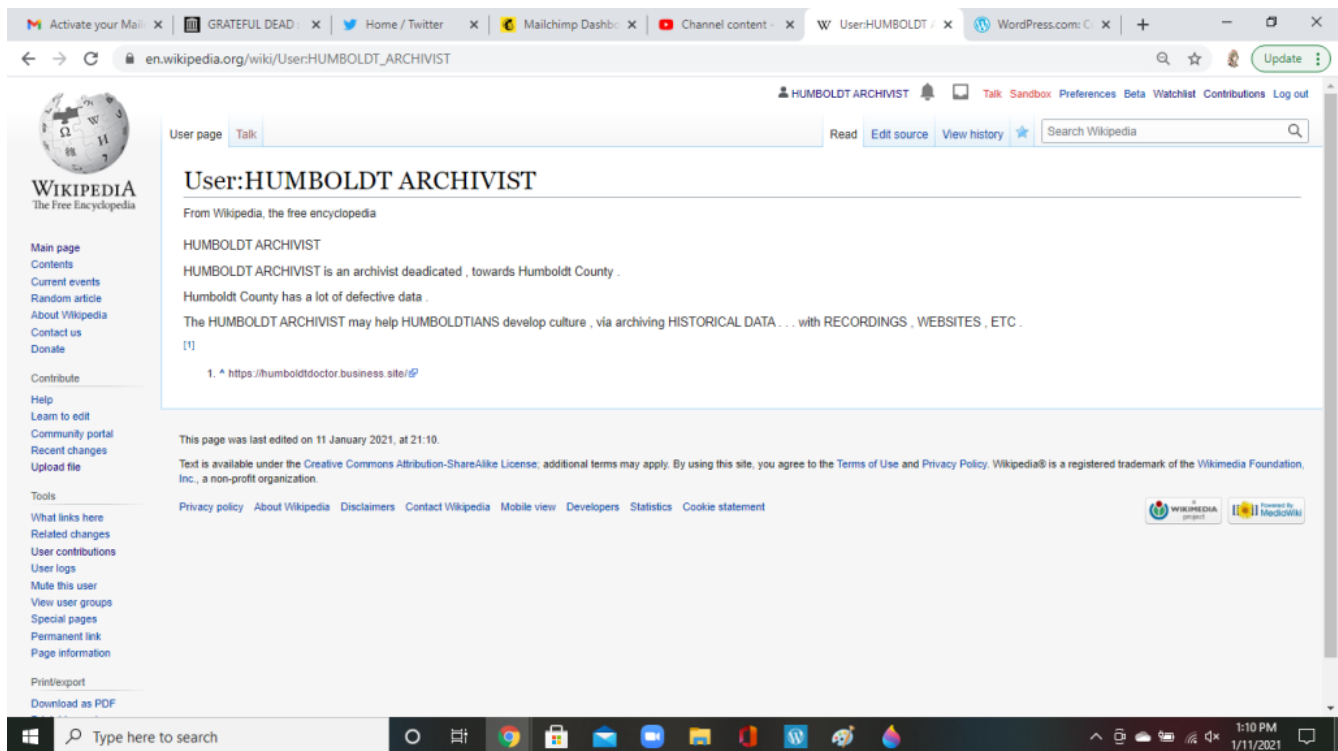 Activate your Mail
GRATEFUL DEAD :
Home / Twitter
Mailchimp Dashbo
Channel content -
W User:HUMBOLDT A
WordPress.com: C
en.wikipedia.org/wiki/User:HUMBOLDT_ARCHIVIST
Update
HUMBOLDT ARCHIVIST Talk Sandbox Preferences Beta Watchlist Contributions Log out
User page Talk Read Edit source View history Search Wikipedia
WIKIPEDIA
The Free Encyclopedia
Main page
Contents
Current events
Random article
About Wikipedia
Contact us
Donate
Contribute
Help
Learn to edit
Community portal
Recent changes
Upload file
Tools
What links here
Related changes
User contributions
User logs
Mute this user
View user groups
Special pages
Permanent link
Page information
Print/export
Download as PDF
User:HUMBOLDT ARCHIVIST
From Wikipedia, the free encyclopedia
HUMBOLDT ARCHIVIST
HUMBOLDT ARCHIVIST is an archivist deadicated , towards Humboldt County .
Humboldt County has a lot of defective data .
The HUMBOLDT ARCHIVIST may help HUMBOLDTIANS develop culture , via archiving HISTORICAL DATA . . . with RECORDINGS , WEBSITES , ETC .
[1]
1. ^ https://humboldtdoctor.business.site/
This page was last edited on 11 January 2021, at 21:10.
Text is available under the Creative Commons Attribution-ShareAlike License; additional terms may apply. By using this site, you agree to the Terms of Use and Privacy Policy. Wikipedia® is a registered trademark of the Wikimedia Foundation,
Inc., a non-profit organization.
Privacy policy About Wikipedia Disclaimers Contact Wikipedia Mobile view Developers Statistics Cookie statement
a
WIKIMEDIA
project
Powered By
MediaWiki
Type here to search
1:10 PM
1/11/2021